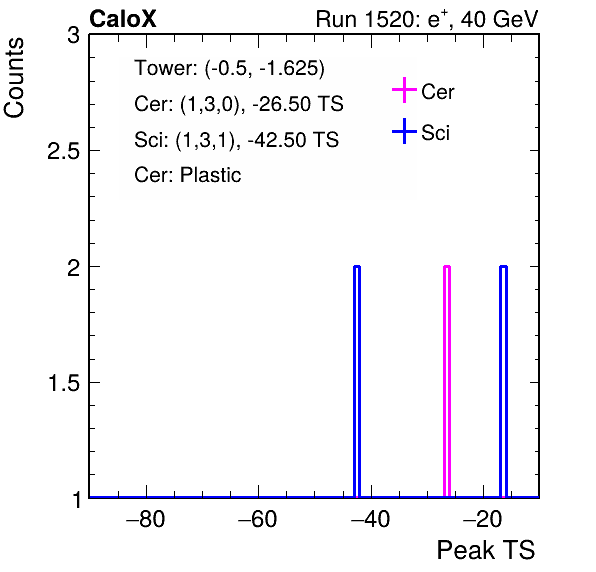 CaloX
Run 1520: e+, 40 GeV
Counts
3
2.5
2
1.5
1
Tower: (-0.5, -1.625)
Cer: (1,3,0), -26.50 TS
Sci: (1,3,1), -42.50 TS
Cer: Plastic
Cer
Sci
−80
−60
−40
−20
Peak TS